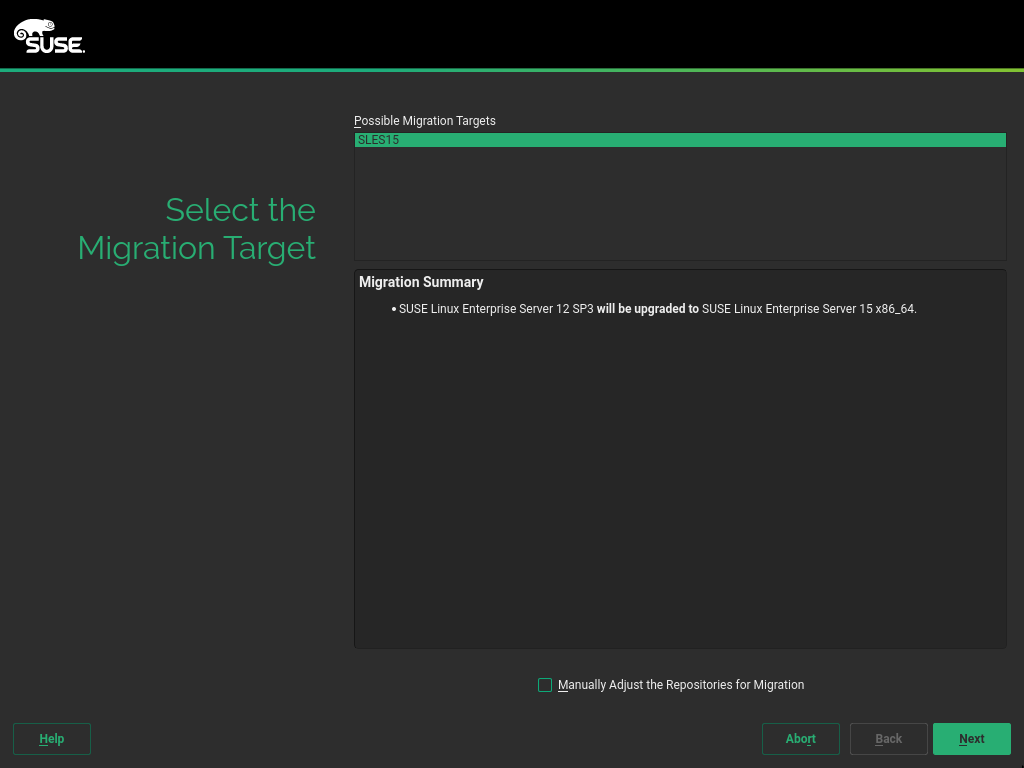 SUSE.
Possible Migration Targets
SLES15
Select the
Migration Target
Migration Summary
• SUSE Linux Enterprise Server 12 SP3 will be upgraded to SUSE Linux Enterprise Server 15 x86_64.
Manually Adjust the Repositories for Migration
Help Abort Back Next